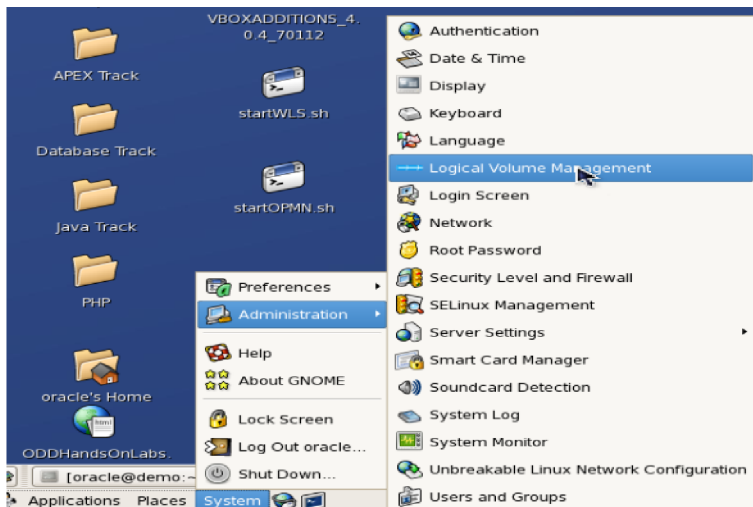 VBOXADDITIONS_4.
0.4_70112
APEX Track
startWLS.sh
Database Track
startOPMN.sh
Java Track
PHP
oracle's Home
ODDHandsOnLabs.
Preferences
Administration
Help
About GNOME
Lock Screen
Log Out oracle...
Shut Down...
Authentication
Date & Time
Display
Keyboard
Language
Logical Volume Management
Login Screen
Network
Root Password
Security Level and Firewall
SELinux Management
Server Settings
Smart Card Manager
Soundcard Detection
System Log
System Monitor
Unbreakable Linux Network Configuration
Users and Groups
[oracle@demo:~
Applications Places System